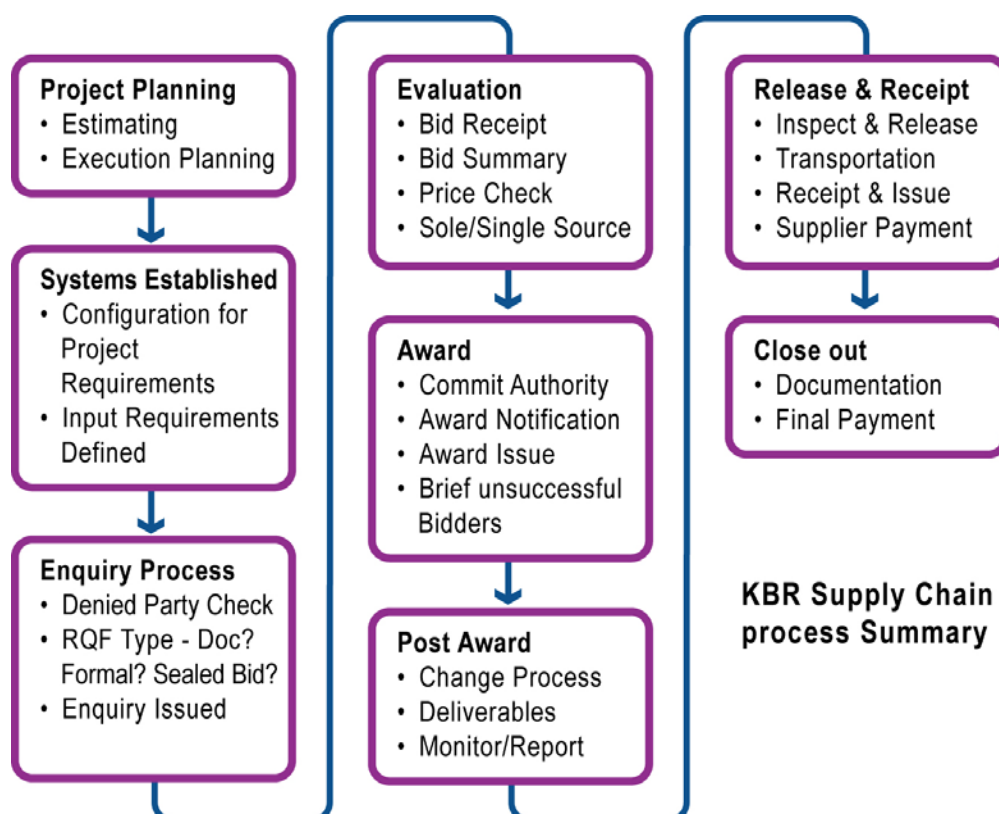 Project Planning
• Estimating
• Execution Planning
Systems Established
• Configuration for
Project
Requirements
• Input Requirements
Defined
Enquiry Process
• Denied Party Check
• RQF Type - Doc?
Formal? Sealed Bid?
• Enquiry Issued
Evaluation
• Bid Receipt
• Bid Summary
• Price Check
• Sole/Single Source
Award
• Commit Authority
• Award Notification
• Award Issue
• Brief unsuccessful
Bidders
Post Award
• Change Process
• Deliverables
• Monitor/Report
Release & Receipt
• Inspect & Release
• Transportation
• Receipt & Issue
• Supplier Payment
Close out
• Documentation
• Final Payment
KBR Supply Chain
process Summary